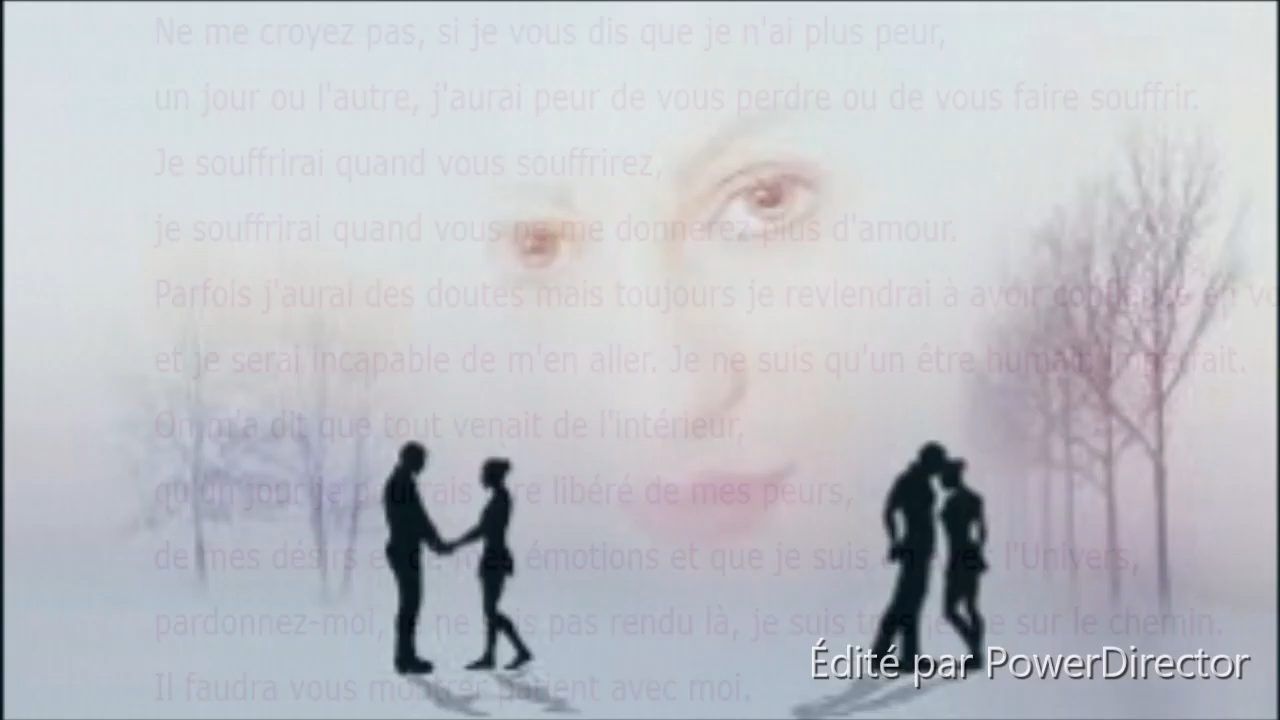 Ne me croyez pas, si je vous dis que je n'ai plus peur,
un jour ou l'autre, j'aurai peur de vous perdre ou de vous faire souffrir.
Je souffrirai quand vous souffrirez,
je souffrirai quand vous ne me donnerez plus d'amour.
Parfois j'aurai des doutes mais toujours je reviendrai à avoir confiance en
et je serai incapable de m'en aller. Je ne suis qu'un être humain imparfait.
On m'a dit que tout venait de l'intérieur,
qu'un jour je pourrais être libéré de mes peurs,
de mes désirs et de mes émotions et que je suis avec l'Univers,
pardonnez-moi, je ne suis pas rendu là, je suis sur le chemin.
Il faudra vous montrer patient avec moi.
Édité par PowerDirector